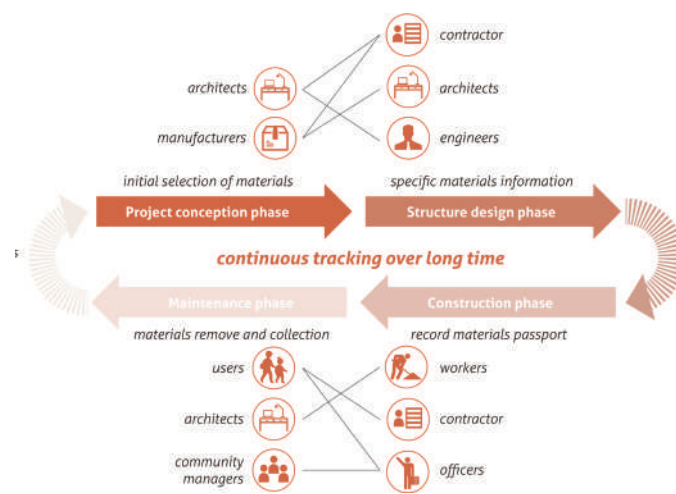 contractor
architects
architects
manufacturers
engineers
initial selection of materials
specific materials information
Project conception phase
Structure design phase
continuous tracking over long time
Maintenance phase
Construction phase
materials remove and collection
record materials passport
users
workers
architects
contractor
community
managers
officers